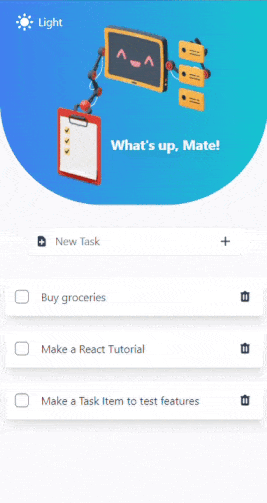 Light
What's up, Mate!
New Task
Buy groceries
Make a React Tutorial
Make a Task Item to test features